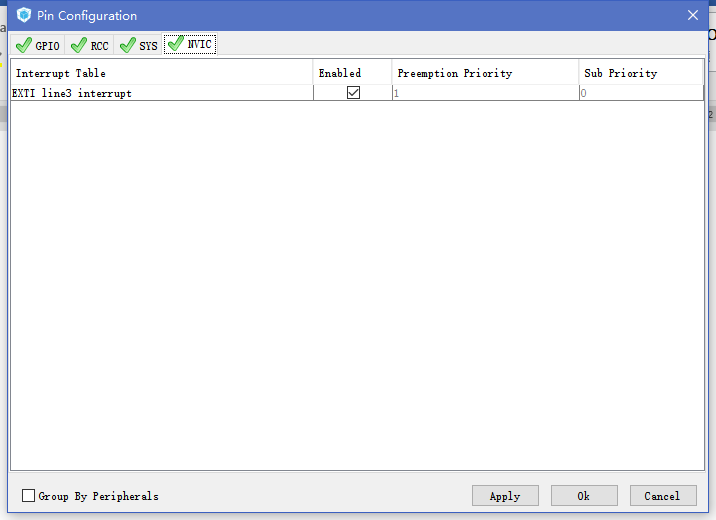 Pin Configuration
GPIO RCC SYS NVIC
Interrupt Table Enabled Preemption Priority Sub Priority
EXTI line3 interrupt 1 0
Group By Peripherals Apply Ok Cancel